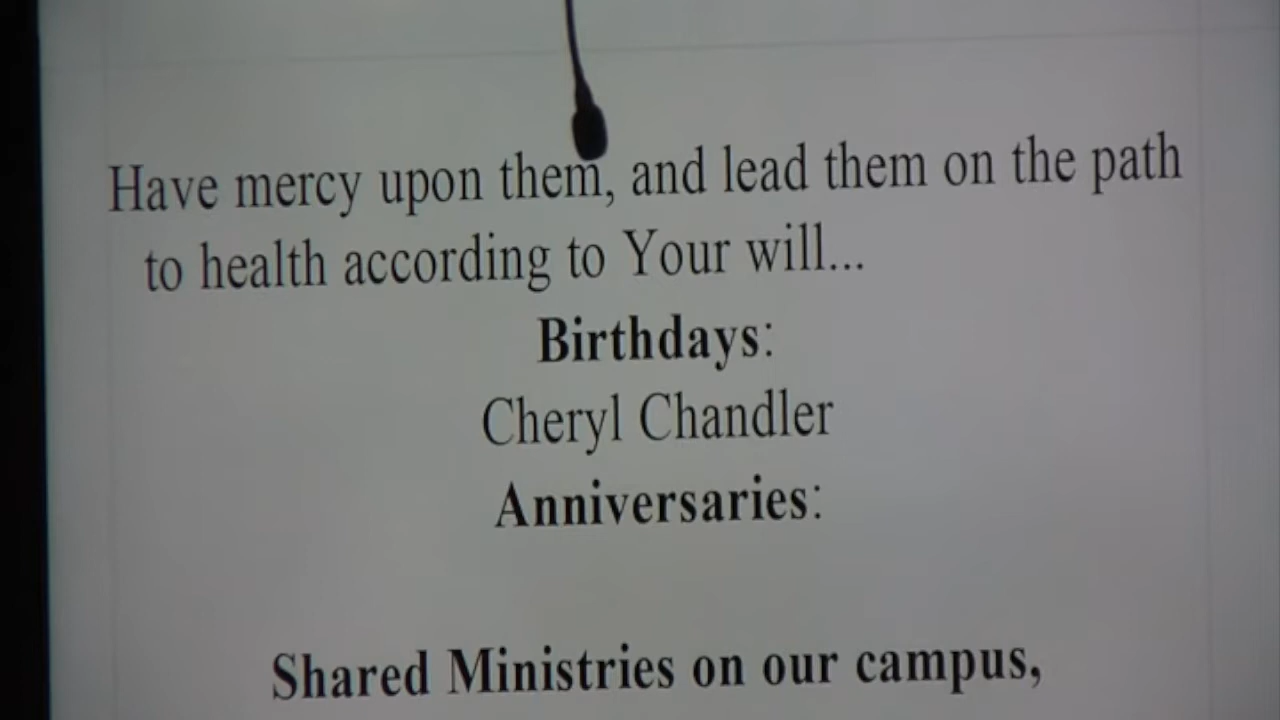 Have mercy upon them, and lead them on the path
to health according to Your will...
Birthdays:
Cheryl Chandler
Anniversaries:
Shared Ministries on our campus,